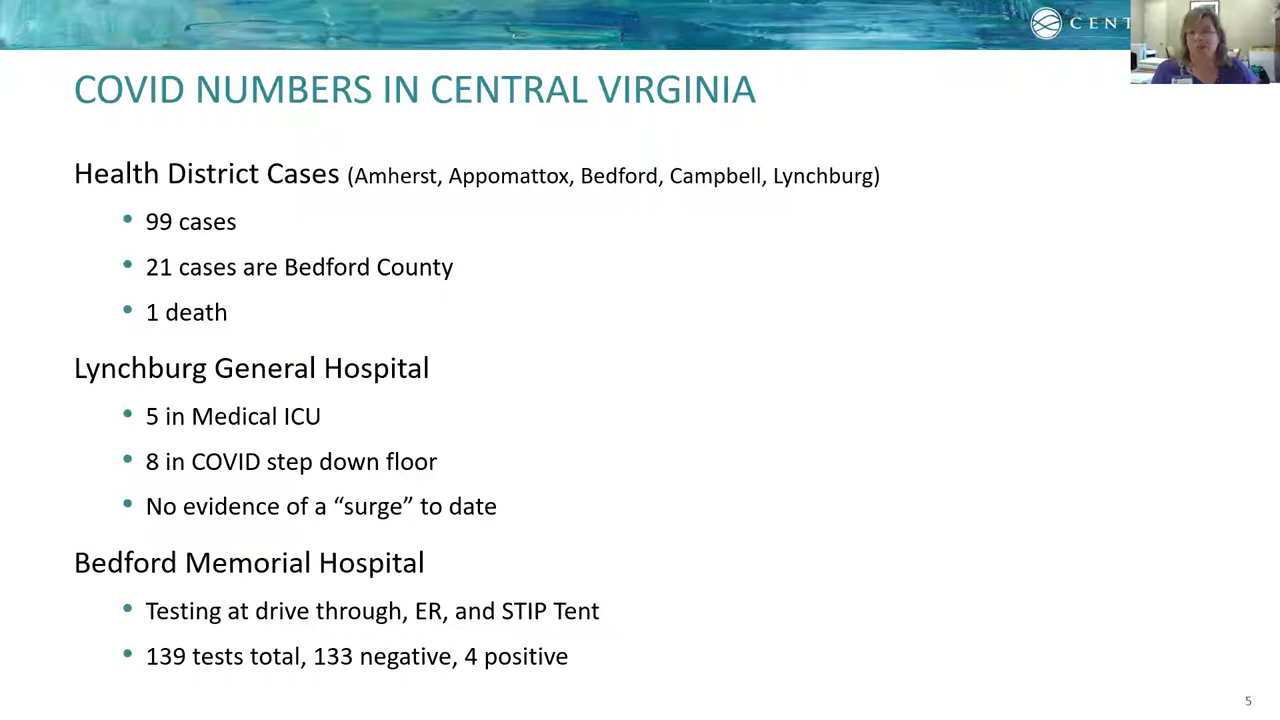 CENT
COVID NUMBERS IN CENTRAL VIRGINIA
Health District Cases (Amherst, Appomattox, Bedford, Campbell, Lynchburg)
• 99 cases
• 21 cases are Bedford County
• 1 death
Lynchburg General Hospital
• 5 in Medical ICU
• 8 in COVID step down floor
• No evidence of a “surge” to date
Bedford Memorial Hospital
• Testing at drive through, ER, and STIP Tent
• 139 tests total, 133 negative, 4 positive
5